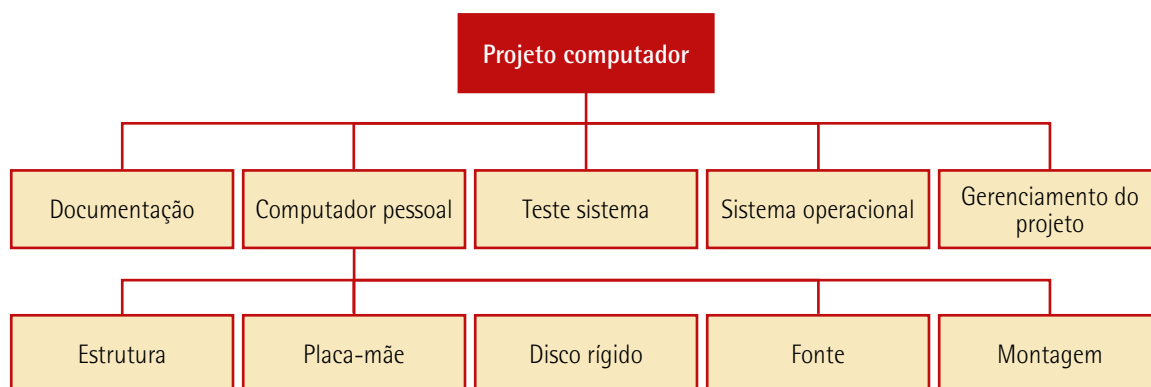 Projeto computador
Documentação
Computador pessoal
Teste sistema
Sistema operacional
Gerenciamento do
projeto
Estrutura
Placa-mãe
Disco rígido
Fonte
Montagem